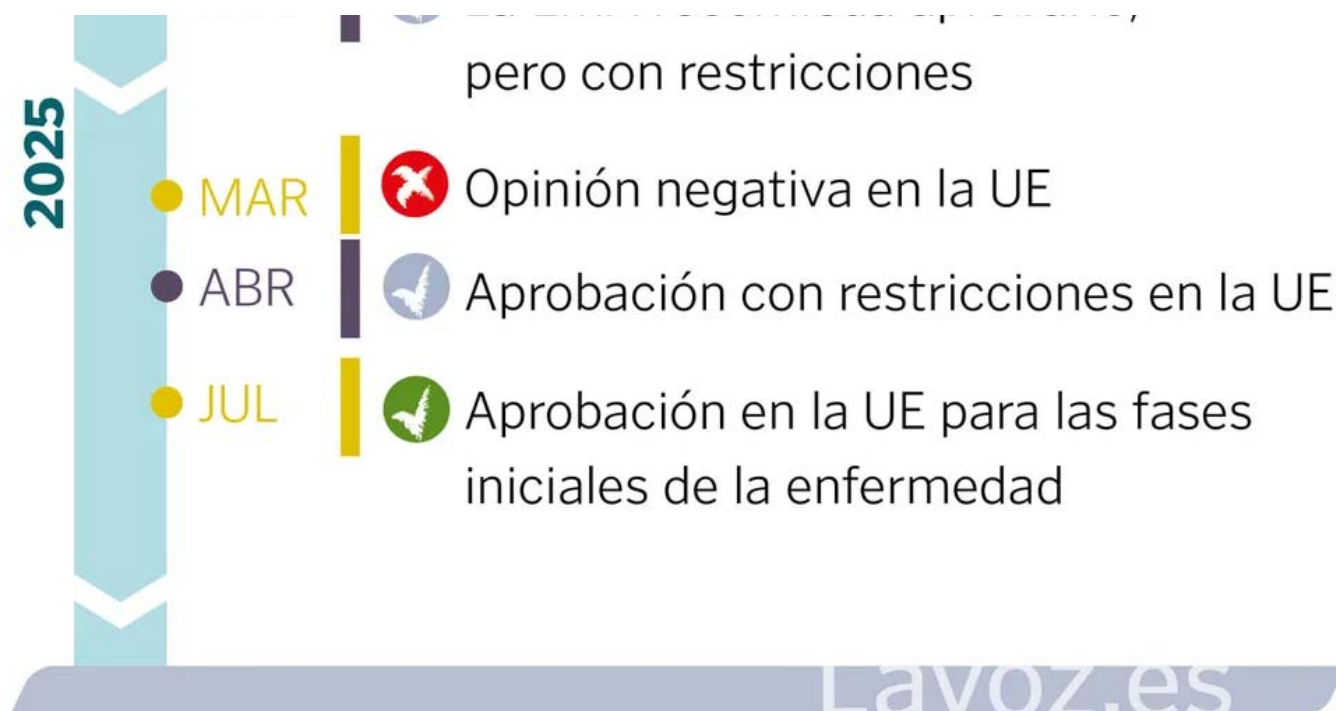 pero con restricciones
2025
MAR
Opinión negativa en la UE
ABR
Aprobación con restricciones en la UE
JUL
Aprobación en la UE para las fases
iniciales de la enfermedad
Lavoz.es